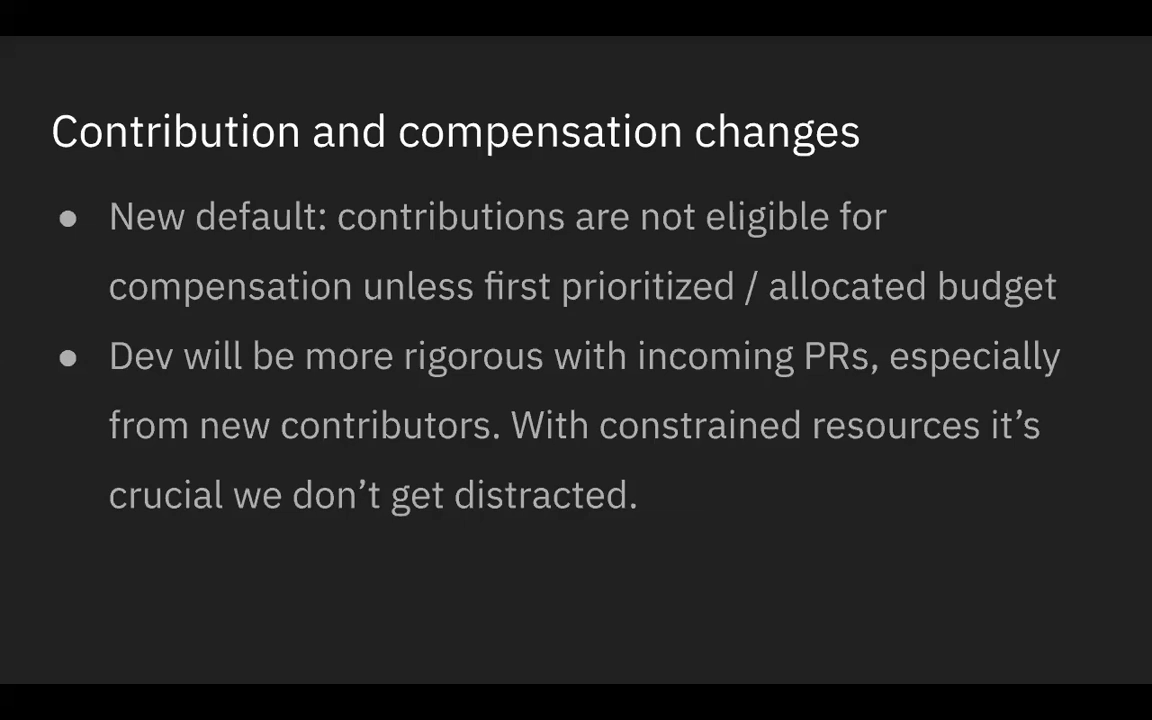 Contribution and compensation changes
● New default: contributions are not eligible for
compensation unless first prioritized / allocated budget
● Dev will be more rigorous with incoming PRs, especially
from new contributors. With constrained resources it’s
crucial we don’t get distracted.